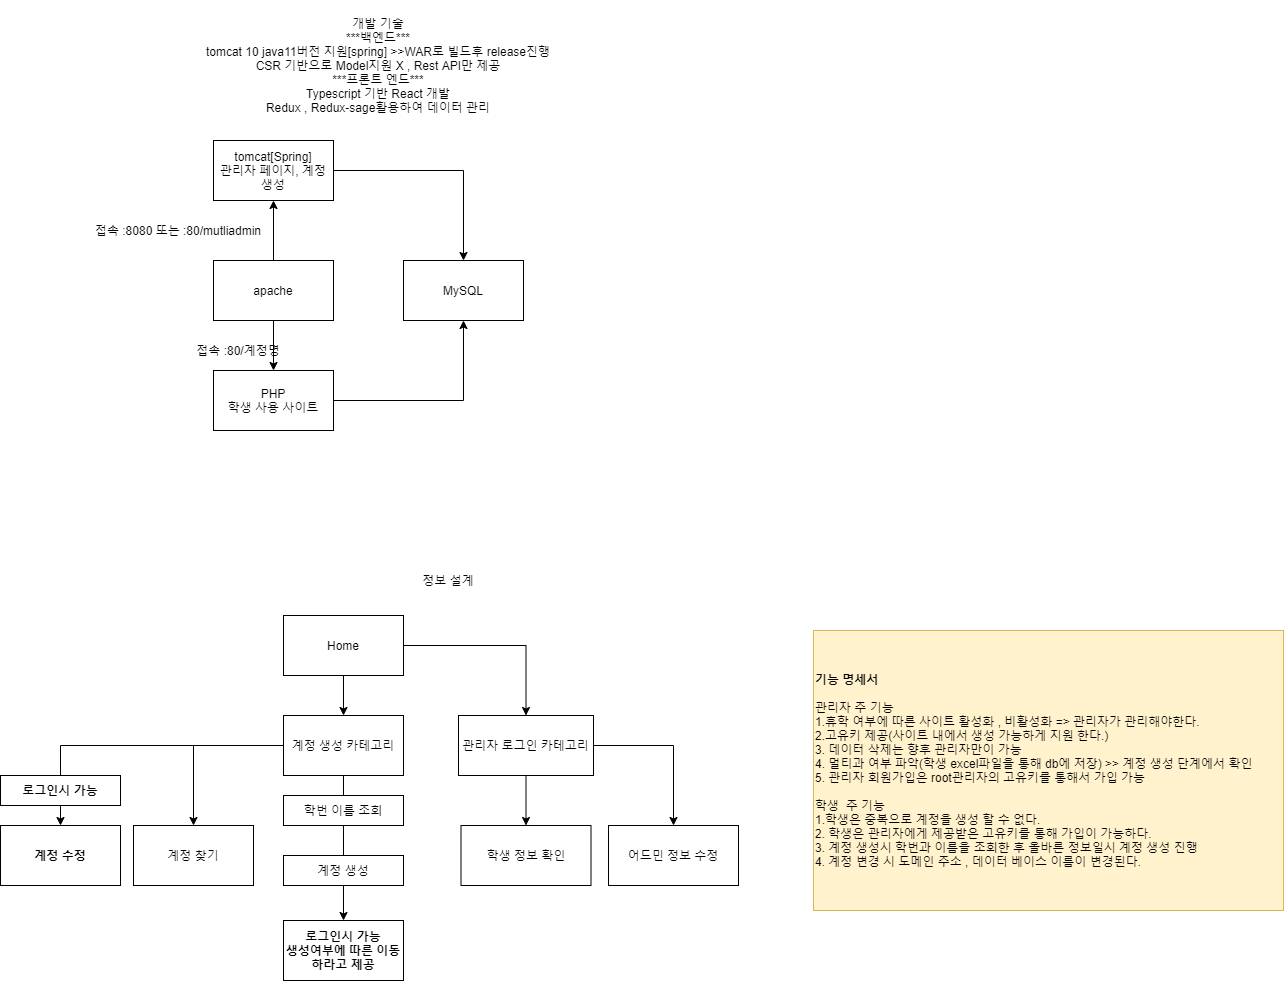 개발 기술
***백엔드***
tomcat 10 java11버전 지원[spring] >>WAR로 빌드후 release진행
CSR 기반으로 Model지원 X , Rest API만 제공
***프론트 엔드***
Typescript 기반 React 개발
Redux , Redux-sage활용하여 데이터 관리
tomcat[Spring]
관리자 페이지, 계정
생성
접속 :8080 또는 :80/mutliadmin
apache
MySQL
접속 :80/계정명
PHP
학생 사용 사이트
정보 설계
Home
계정 생성 카테고리
관리자 로그인 카테고리
로그인시 가능
학번 이름 조회
계정 수정
계정 찾기
학생 정보 확인
어드민 정보 수정
계정 생성
로그인시 가능
생성여부에 따른 이동
하라고 제공
기능 명세서
관리자 주 기능
1.휴학 여부에 따른 사이트 활성화 , 비활성화 => 관리자가 관리해야한다.
2.고유키 제공(사이트 내에서 생성 가능하게 지원 한다.)
3. 데이터 삭제는 향후 관리자만이 가능
4. 멀티과 여부 파악(학생 excel파일을 통해 db에 저장) >> 계정 생성 단계에서 확인
5. 관리자 회원가입은 root관리자의 고유키를 통해서 가입 가능
학생  주 기능
1.학생은 중복으로 계정을 생성 할 수 없다.
2. 학생은 관리자에게 제공받은 고유키를 통해 가입이 가능하다.
3. 계정 생성시 학번과 이름을 조회한 후 올바른 정보일시 계정 생성 진행
4. 계정 변경 시 도메인 주소 , 데이터 베이스 이름이 변경된다.